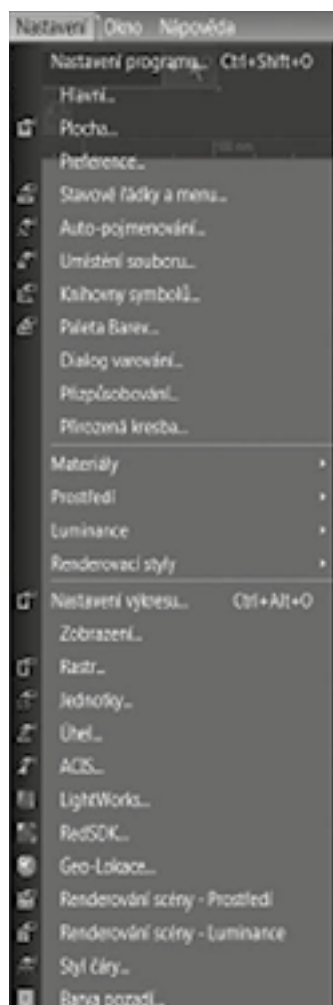 Nastavení Okno Nápověda
Nastavení programu... Ctrl+Shift+O
Hlavní...
Plocha...
Preference...
Stavové řádky a menu...
Auto-pojmenování...
Umístění souboru...
Knihovny symbolů...
Paleta Barev...
Dialog varování...
Přizpůsobování...
Přirozená kresba...
Materiály
Prostředí
Luminance
Renderovací styly
Nastavení výkresu... Ctrl+Alt+O
Zobrazení...
Rastr...
Jednotky...
Úhel...
ACIS...
LightWorks...
RedSDK...
Geo-Lokace...
Renderování scény - Prostředí
Renderování scény - Luminance
Styl čáry...
Barva pozadí...